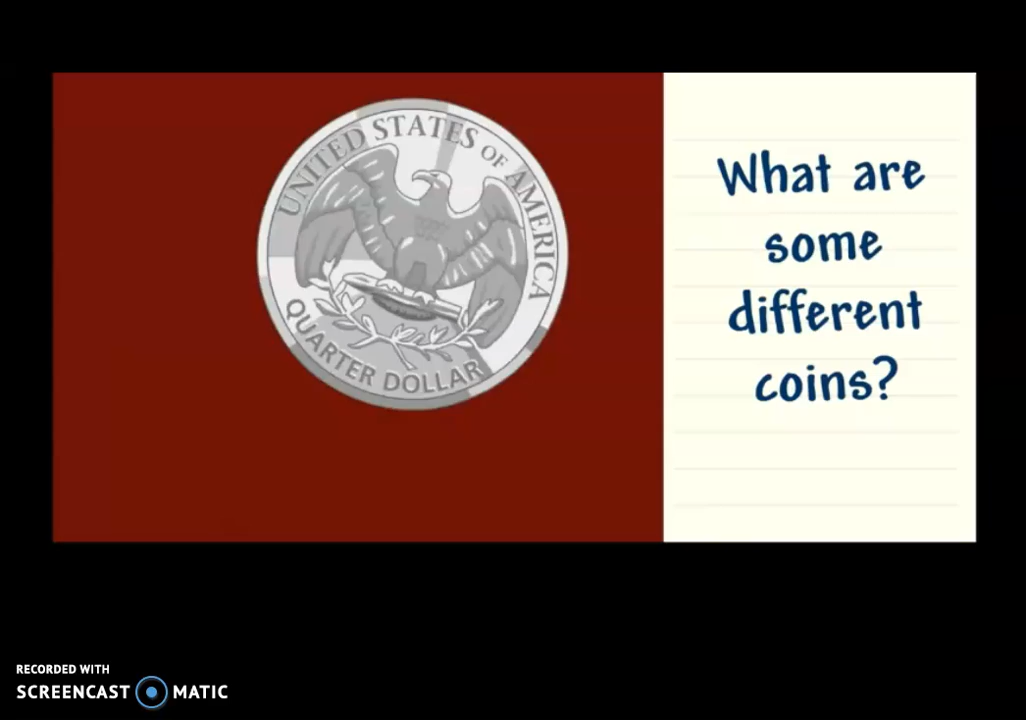 UNITED STATES OF AMERICA
QUARTER DOLLAR
What are
some
different
coins?
RECORDED WITH
SCREENCAST MATIC